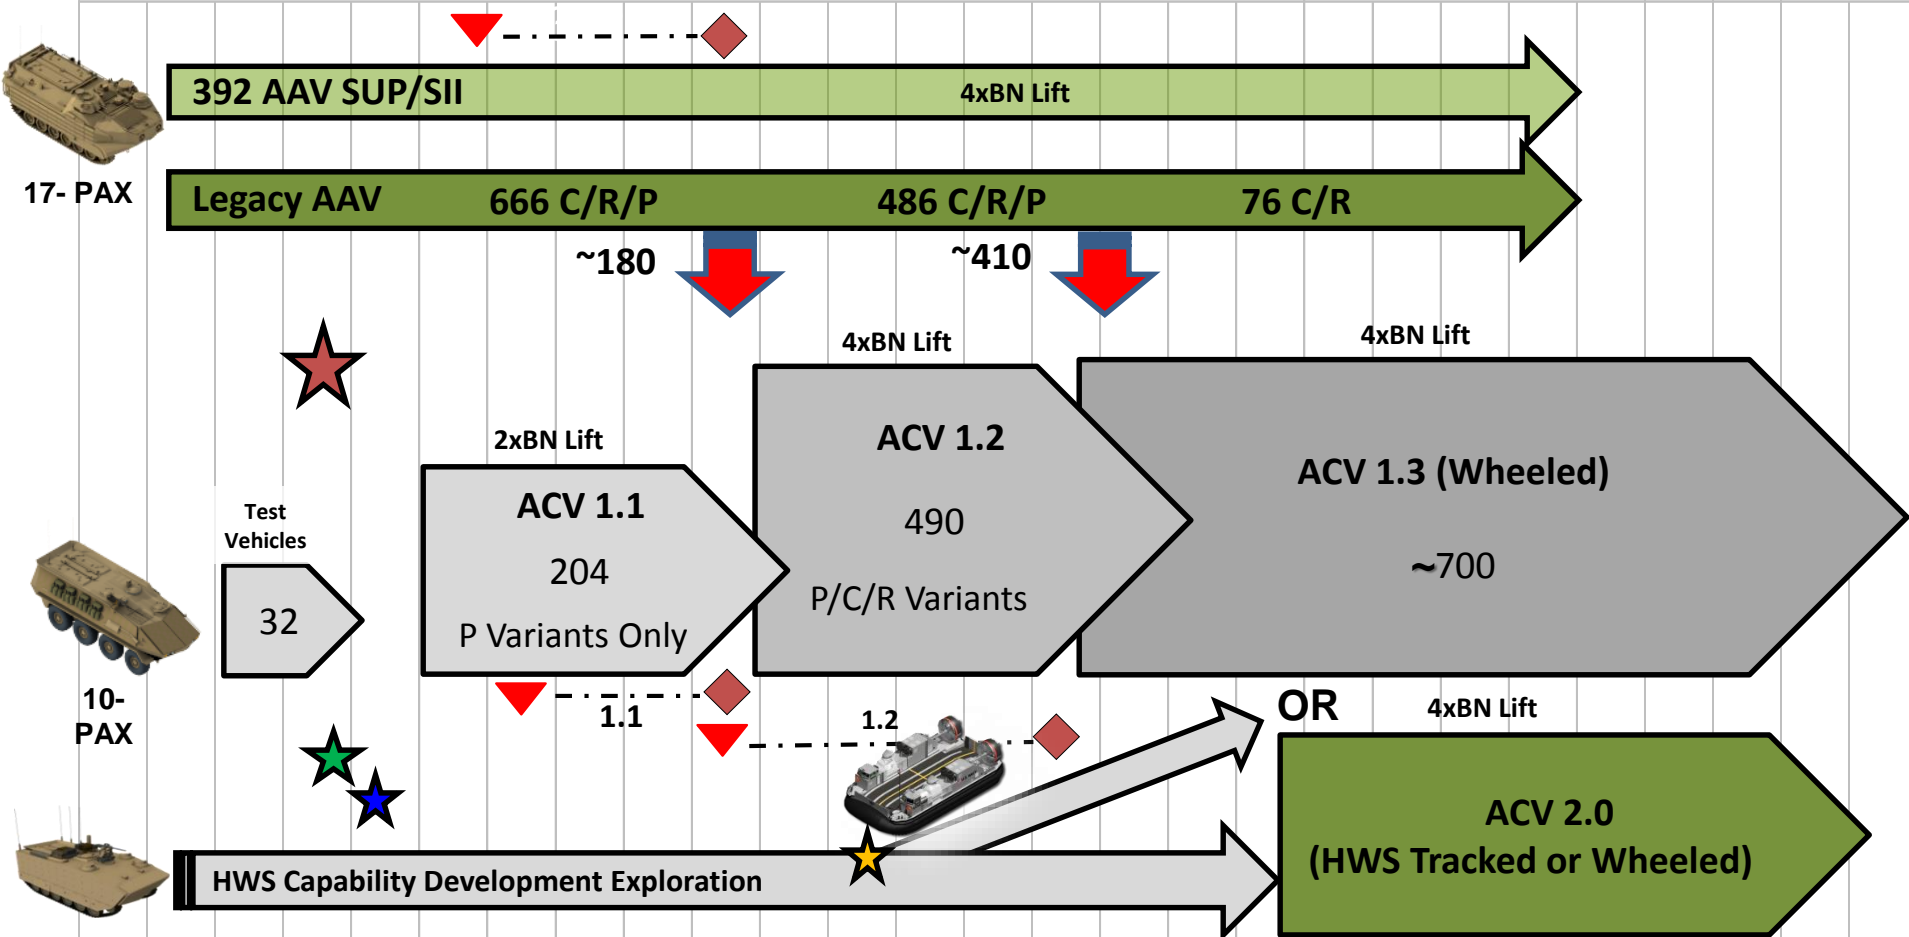 392 AAV SUP/SII
4xBN Lift
17- PAX
Legacy AAV
666 C/R/P
486 C/R/P
76 C/R
~180
~410
4xBN Lift
4xBN Lift
2xBN Lift
ACV 1.1
204
P Variants Only
ACV 1.2
490
P/C/R Variants
ACV 1.3 (Wheeled)
~700
Test
Vehicles
32
10-
PAX
1.1
1.2
OR
4xBN Lift
ACV 2.0
(HWS Tracked or Wheeled)
HWS Capability Development Exploration